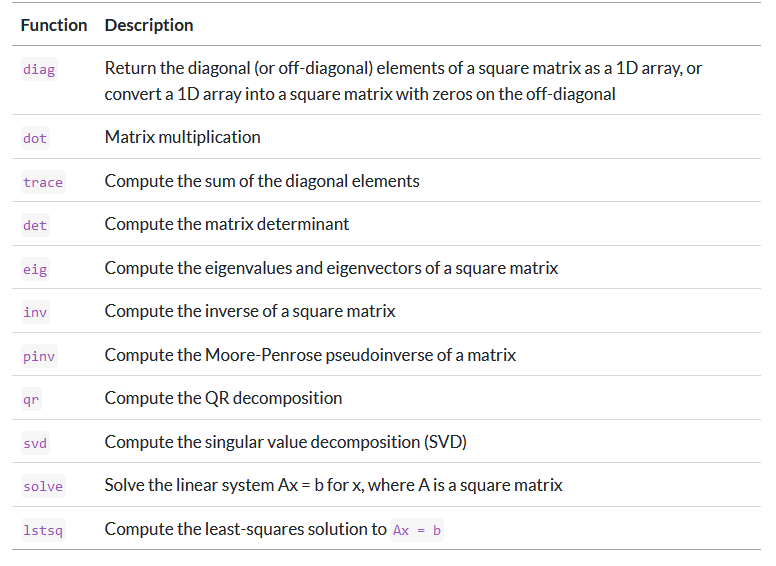 Function Description
diag Return the diagonal (or off-diagonal) elements of a square matrix as a 1D array, or
convert a 1D array into a square matrix with zeros on the off-diagonal
dot Matrix multiplication
trace Compute the sum of the diagonal elements
det Compute the matrix determinant
eig Compute the eigenvalues and eigenvectors of a square matrix
inv Compute the inverse of a square matrix
pinv Compute the Moore-Penrose pseudoinverse of a matrix
qr Compute the QR decomposition
svd Compute the singular value decomposition (SVD)
solve Solve the linear system Ax = b for x, where A is a square matrix
lstsq Compute the least-squares solution to Ax = b